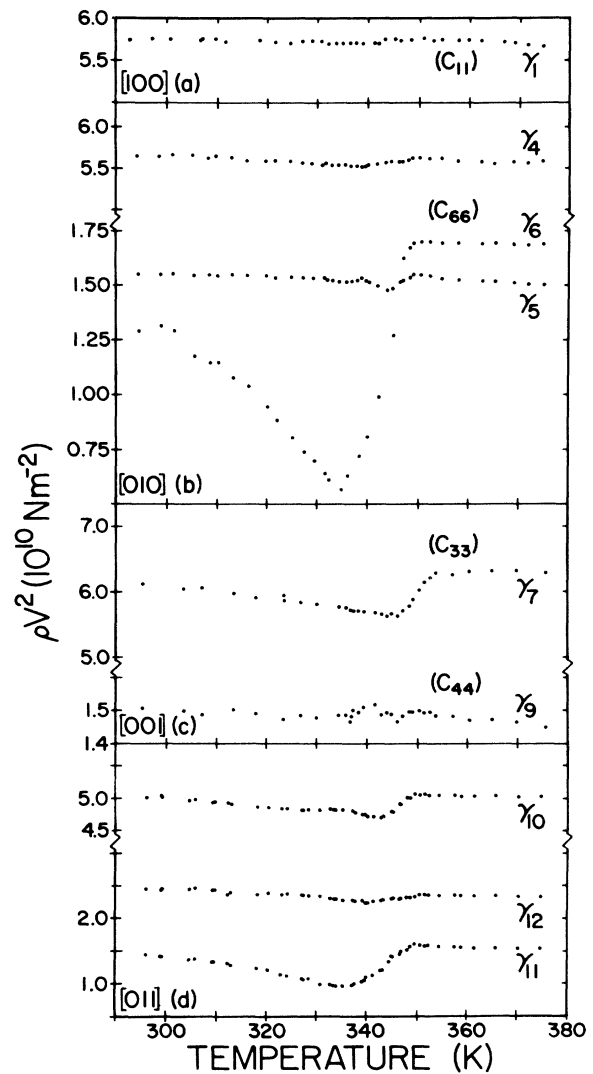 6.0
5.5
(C₁₁) γ₁
[100] (a)
6.0
γ₄
5.5
(C₆₆) γ₆
1.75
1.50
γ₅
1.25
1.00
0.75
[010] (b)
7.0
(C₃₃)
6.0
γ₇
5.0
(C₄₄)
γ₉
1.5
[001] (c)
1.4
5.0
γ₁₀
4.5
2.0
γ₁₂
γ₁₁
1.0
[011] (d)
ρV² (10¹⁰ Nm⁻²)
300 320 340 360 380
TEMPERATURE (K)